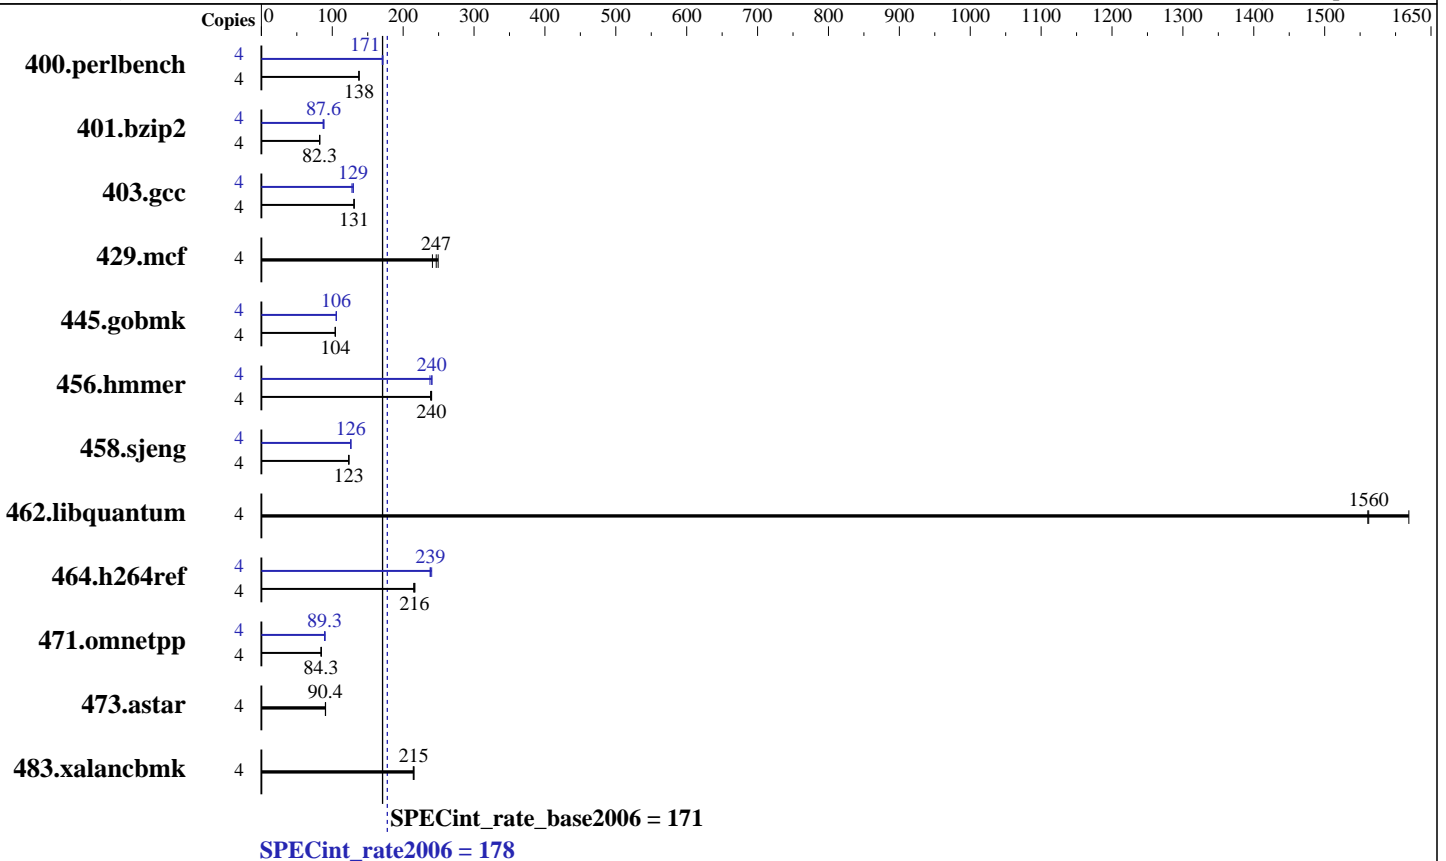 Copies 0 100 200 300 400 500 600 700 800 900 1000 1100 1200 1300 1400 1500 1650
400.perlbench 4 171
4 138
401.bzip2 4 87.6
4 82.3
403.gcc 4 129
4 131
429.mcf 4 247
445.gobmk 4 106
4 104
456.hmmer 4 240
4 240
458.sjeng 4 126
4 123
462.libquantum 4 1560
464.h264ref 4 239
4 216
471.omnetpp 4 89.3
4 84.3
473.astar 4 90.4
483.xalancbmk 4 215
SPECint_rate_base2006 = 171
SPECint_rate2006 = 178